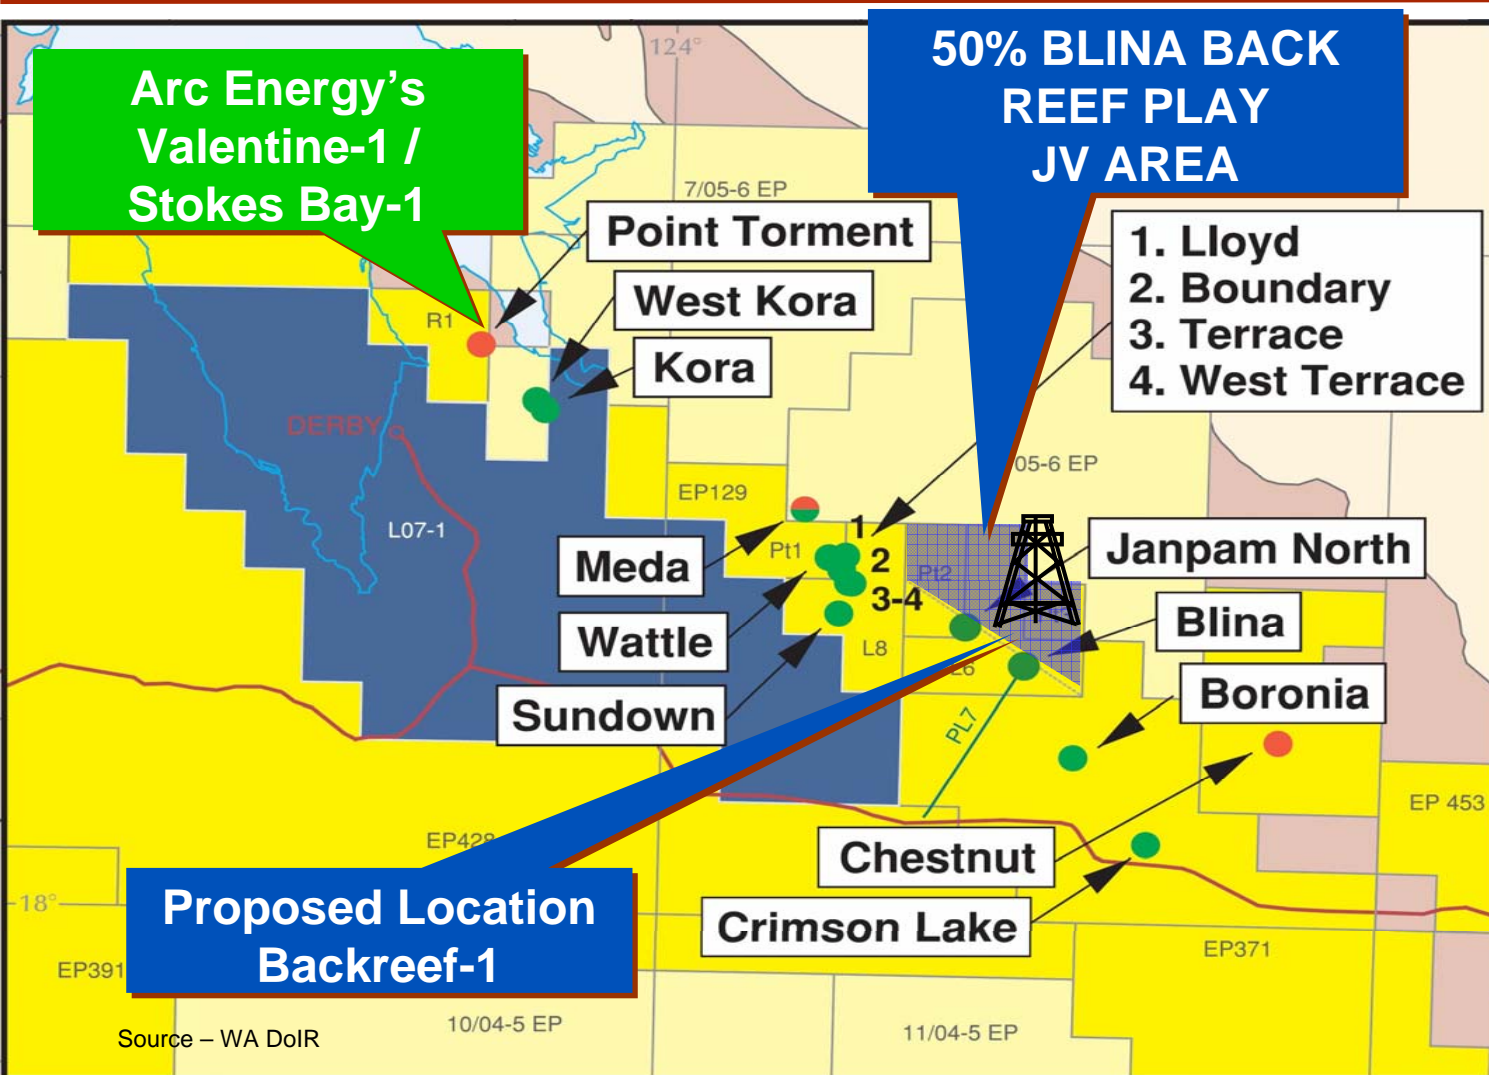 124°
Arc Energy’s
Valentine-1 /
Stokes Bay-1
50% BLINA BACK
REEF PLAY
JV AREA
7/05-6 EP
Point Torment
1. Lloyd
2. Boundary
3. Terrace
4. West Terrace
West Kora
R1
Kora
DERBY
05-6 EP
EP129
L07-1
1
Pt1
2
Meda
Janpam North
Pt2
3-4
Wattle
Blina
L8
Boronia
Sundown
PL7
EP 453
EP428
Chestnut
18°
Proposed Location
Backreef-1
Crimson Lake
EP371
EP391
10/04-5 EP
11/04-5 EP
Source – WA DoIR